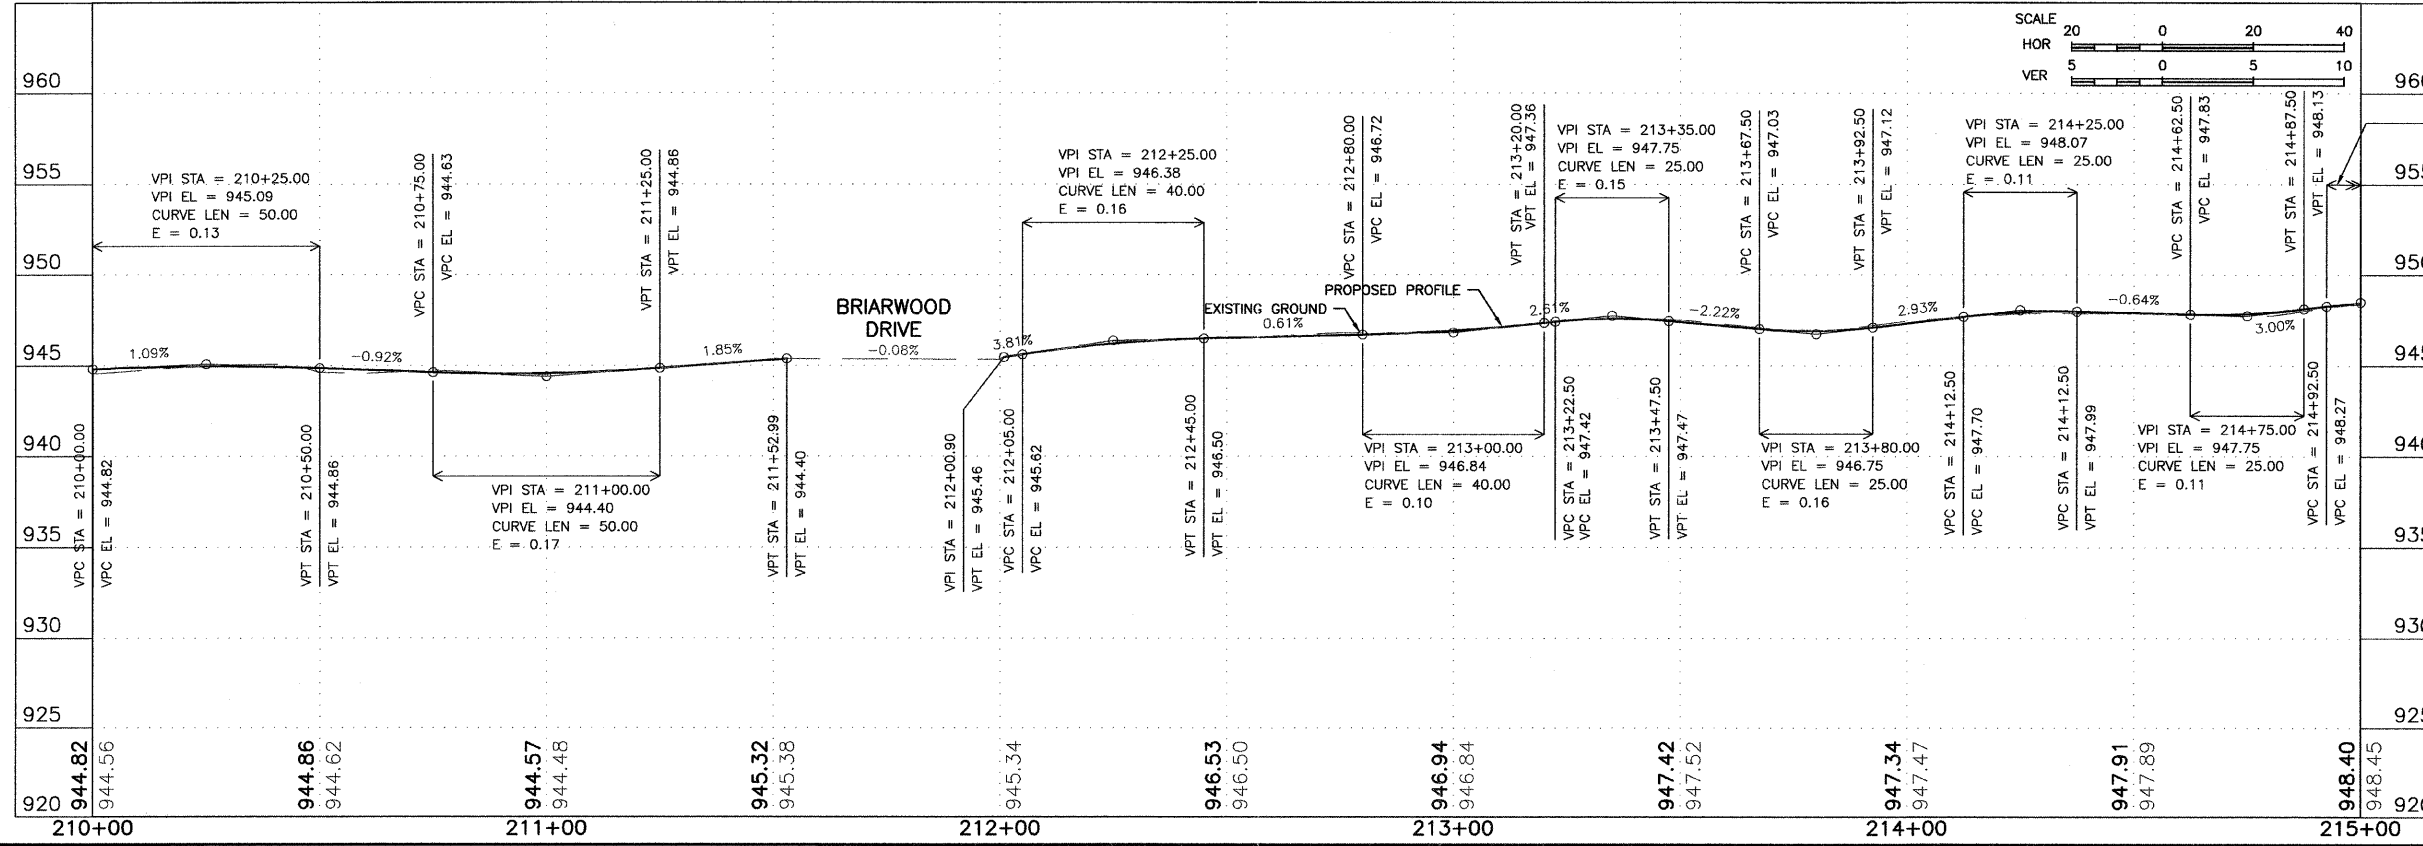 SCALE
20 0 20 40
HOR
VER
5 0 5 10
960
955
950
945
940
935
930
925
920
VPI STA = 210+25.00
VPI EL = 945.09
CURVE LEN = 50.00
E = 0.13
VPC STA = 210+75.00
VPC EL = 944.63
VPT STA = 211+25.00
VPT EL = 944.86
BRIARWOOD
DRIVE
VPI STA = 212+25.00
VPI EL = 946.38
CURVE LEN = 40.00
E = 0.16
VPC STA = 212+80.00
VPC EL = 946.72
VPT STA = 213+20.00
VPT EL = 947.36
VPI STA = 213+35.00
VPI EL = 947.75
CURVE LEN = 25.00
E = 0.15
VPC STA = 213+67.50
VPC EL = 947.03
VPT STA = 213+92.50
VPT EL = 947.12
VPI STA = 214+25.00
VPI EL = 948.07
CURVE LEN = 25.00
E = 0.11
VPC STA = 214+62.50
VPC EL = 947.83
VPT STA = 214+87.50
VPT EL = 948.13
EXISTING GROUND
PROPOSED PROFILE
1.09%
-0.92%
1.85%
-0.08%
3.81%
0.61%
2.61%
-2.22%
2.93%
-0.64%
3.00%
VPC STA = 210+00.00
VPC EL = 944.82
VPT STA = 210+50.00
VPT EL = 944.86
VPI STA = 211+00.00
VPI EL = 944.40
CURVE LEN = 50.00
E = 0.17
VPT STA = 211+52.99
VPT EL = 944.40
VPI STA = 212+00.90
VPT EL = 945.46
VPC STA = 212+05.00
VPC EL = 945.62
VPT STA = 212+45.00
VPT EL = 946.50
VPI STA = 213+00.00
VPI EL = 946.84
CURVE LEN = 40.00
E = 0.10
VPC STA = 213+22.50
VPC EL = 947.42
VPT STA = 213+47.50
VPT EL = 947.47
VPI STA = 213+80.00
VPI EL = 946.75
CURVE LEN = 25.00
E = 0.16
VPC STA = 214+12.50
VPC EL = 947.70
VPC STA = 214+12.50
VPT EL = 947.99
VPI STA = 214+75.00
VPI EL = 947.75
CURVE LEN = 25.00
E = 0.11
VPC STA = 214+92.50
VPC EL = 948.27
944.82
944.56
944.86
944.62
944.57
944.48
945.32
945.38
945.34
946.53
946.50
946.94
946.84
947.42
947.52
947.34
947.47
947.91
947.89
948.40
948.45
210+00 211+00 212+00 213+00 214+00 215+00